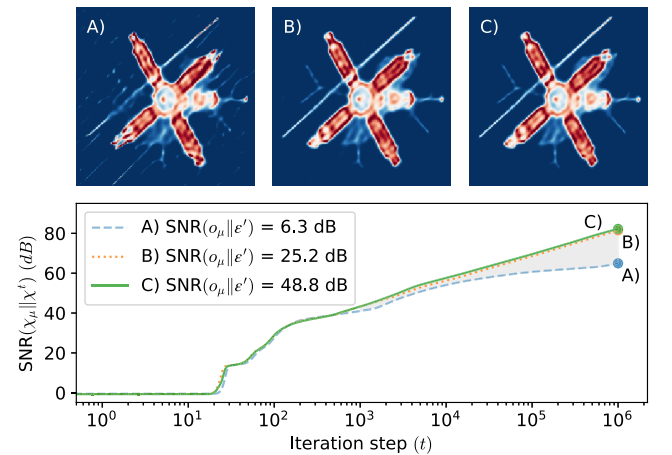 A)
B)
C)
SNR(χμ||χᵗ) (dB)
80
60
40
20
0
A) SNR(oμ||ε′) = 6.3 dB
B) SNR(oμ||ε′) = 25.2 dB
C) SNR(oμ||ε′) = 48.8 dB
C)
B)
A)
10⁰ 10¹ 10² 10³ 10⁴ 10⁵ 10⁶
Iteration step (t)